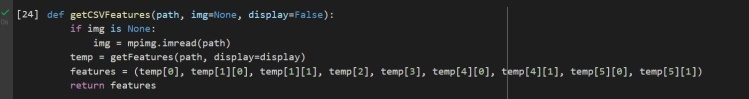 [24] def getCSVFeatures(path, img=None, display=False):
if img is None:
img = mpimg.imread(path)
temp = getFeatures(path, display=display)
features = (temp[0], temp[1][0], temp[1][1], temp[2], temp[3], temp[4][0], temp[4][1], temp[5][0], temp[5][1])
return features